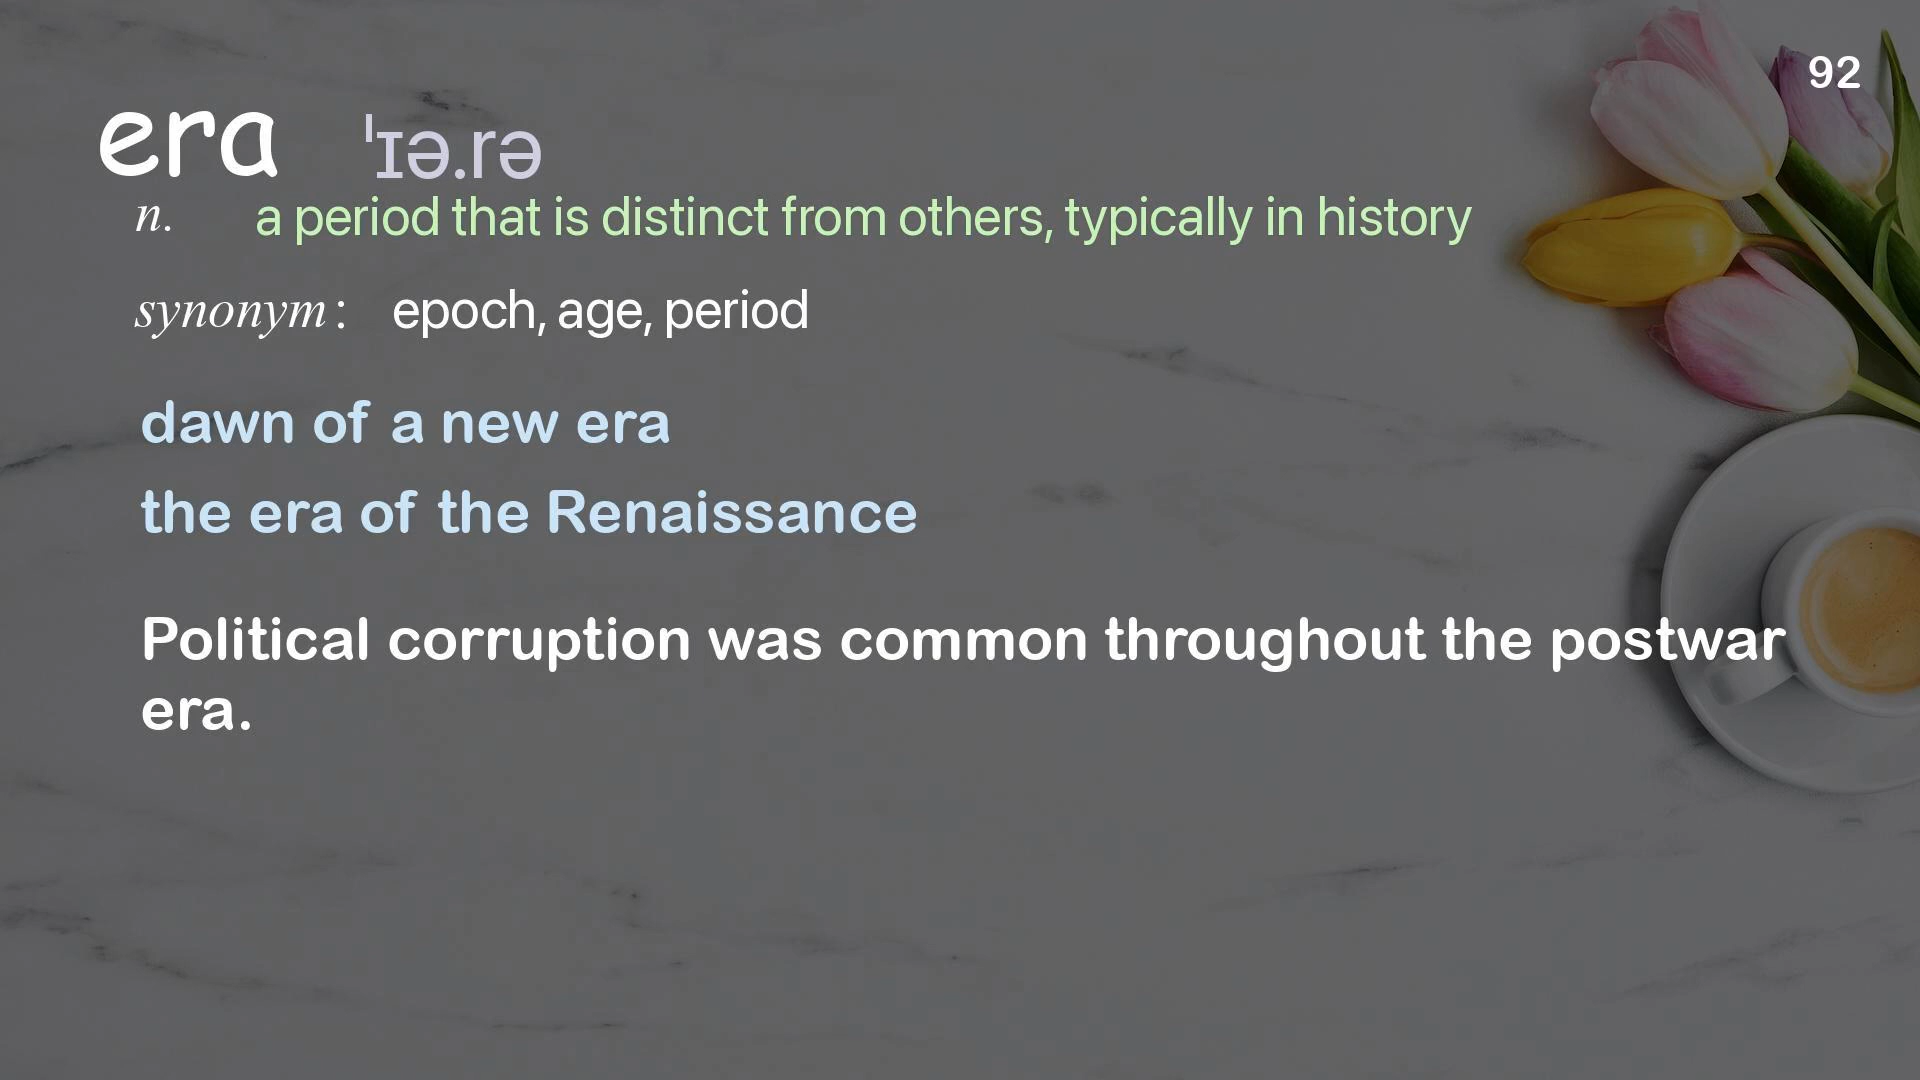 92
era ˈɪə.rə
n. a period that is distinct from others, typically in history
synonym : epoch, age, period
dawn of a new era
the era of the Renaissance
Political corruption was common throughout the postwar
era.